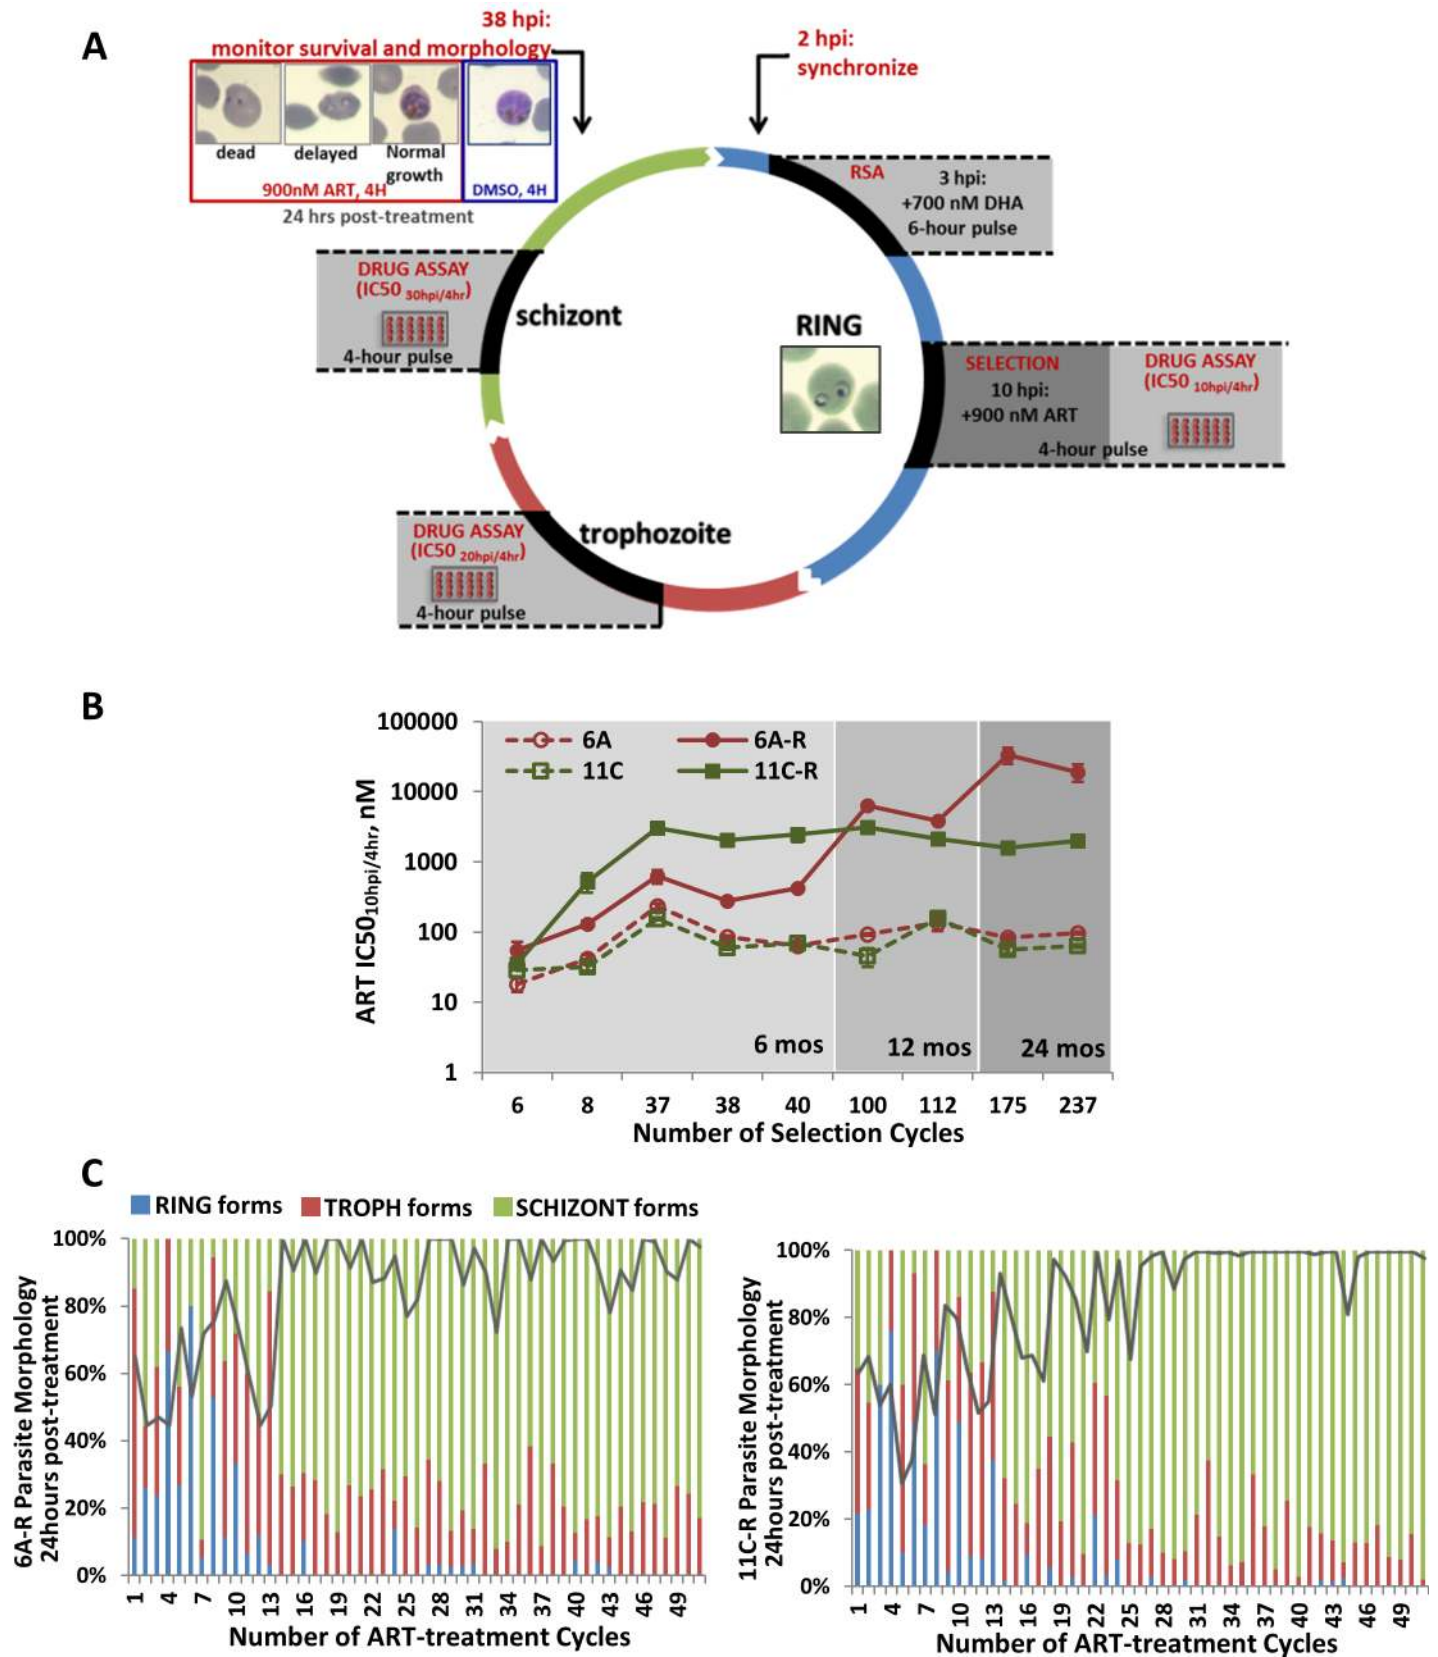 A
38 hpi:
monitor survival and morphology
2 hpi:
synchronize
dead
delayed
Normal
growth
900nM ART, 4H
DMSO, 4H
24 hrs post-treatment
RSA
3 hpi:
+700 nM DHA
6-hour pulse
DRUG ASSAY
(IC50 30hpi/4hr)
4-hour pulse
schizont
RING
SELECTION
10 hpi:
+900 nM ART
DRUG ASSAY
(IC50 10hpi/4hr)
4-hour pulse
DRUG ASSAY
(IC50 20hpi/4hr)
4-hour pulse
trophozoite
B
ART IC50 10hpi/4hr, nM
100000
10000
1000
100
10
1
6A
6A-R
11C
11C-R
6 mos
12 mos
24 mos
6 8 37 38 40 100 112 175 237
Number of Selection Cycles
C
RING forms TROPH forms SCHIZONT forms
6A-R Parasite Morphology
24hours post-treatment
100%
80%
60%
40%
20%
0%
1 4 7 10 13 16 19 22 25 28 31 34 37 40 43 46 49
Number of ART-treatment Cycles
11C-R Parasite Morphology
24hours post-treatment
100%
80%
60%
40%
20%
0%
1 4 7 10 13 16 19 22 25 28 31 34 37 40 43 46 49
Number of ART-treatment Cycles